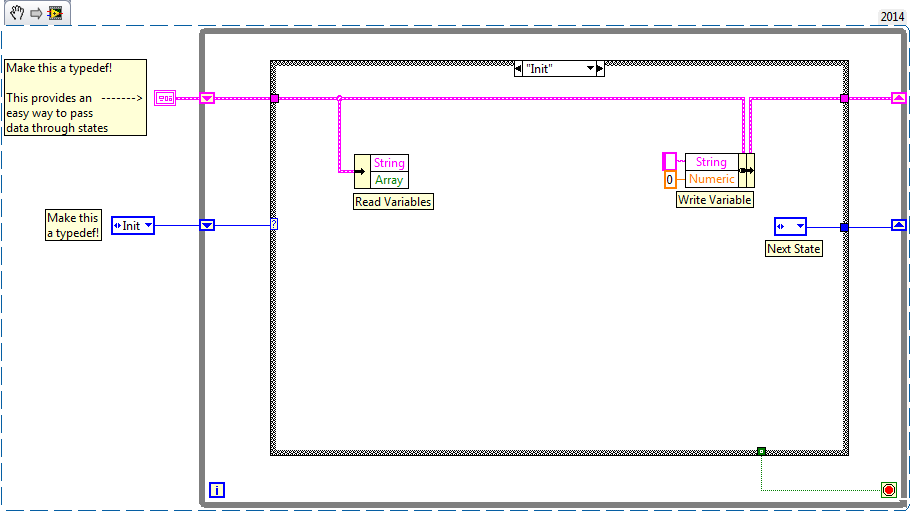 2014
Make this a typedef!
This provides an ------->
easy way to pass
data through states
"Init"
String
Array
Read Variables
String
0 Numeric
Write Variable
Make this
a typedef!
Init
?
Next State
i